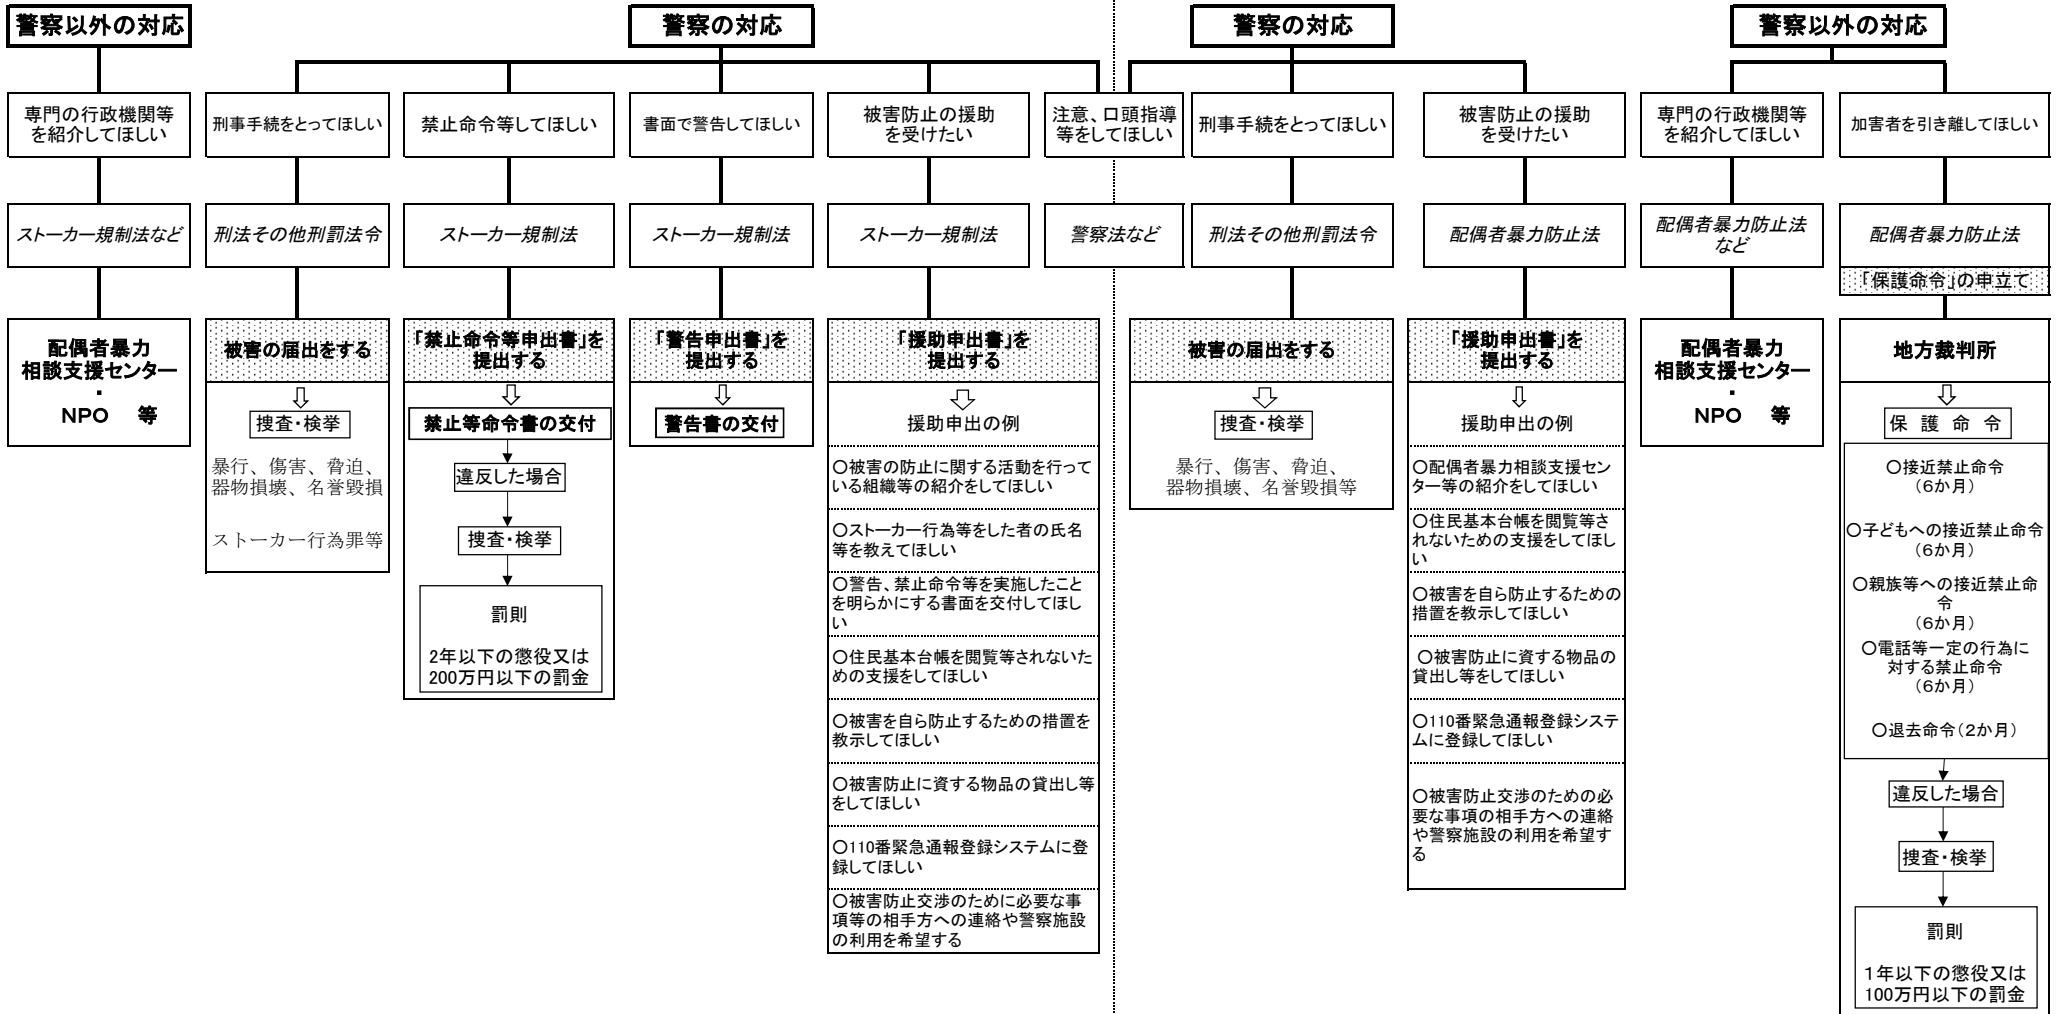 警察以外の対応
警察の対応
警察の対応
警察以外の対応
専門の行政機関等
を紹介してほしい
刑事手続をとってほしい
禁止命令等してほしい
書面で警告してほしい
被害防止の援助
を受けたい
注意、口頭指導
等をしてほしい
刑事手続をとってほしい
被害防止の援助
を受けたい
専門の行政機関等
を紹介してほしい
加害者を引き離してほしい
ストーカー規制法など
刑法その他刑罰法令
ストーカー規制法
ストーカー規制法
ストーカー規制法
警察法など
刑法その他刑罰法令
配偶者暴力防止法
配偶者暴力防止法
など
配偶者暴力防止法
「保護命令」の申立て
配偶者暴力
相談支援センター
・
NPO 等
被害の届出をする
捜査・検挙
暴行、傷害、脅迫、
器物損壊、名誉毀損
ストーカー行為罪等
「禁止命令等申出書」を
提出する
禁止等命令書の交付
違反した場合
捜査・検挙
罰則
2年以下の懲役又は
200万円以下の罰金
「警告申出書」を
提出する
警告書の交付
「援助申出書」を
提出する
援助申出の例
○被害の防止に関する活動を行って
いる組織等の紹介をしてほしい
○ストーカー行為等をした者の氏名
等を教えてほしい
○警告、禁止命令等を実施したこと
を明らかにする書面を交付してほし
い
○住民基本台帳を閲覧等されないた
めの支援をしてほしい
○被害を自ら防止するための措置を
教示してほしい
○被害防止に資する物品の貸出し等
をしてほしい
○110番緊急通報登録システムに登
録してほしい
○被害防止交渉のために必要な事
項等の相手方への連絡や警察施設
の利用を希望する
被害の届出をする
捜査・検挙
暴行、傷害、脅迫、
器物損壊、名誉毀損等
「援助申出書」を
提出する
援助申出の例
○配偶者暴力相談支援セン
ター等の紹介をしてほしい
○住民基本台帳を閲覧等さ
れないための支援をしてほし
い
○被害を自ら防止するための
措置を教示してほしい
○被害防止に資する物品の
貸出し等をしてほしい
○110番緊急通報登録システ
ムに登録してほしい
○被害防止交渉のための必
要な事項の相手方への連絡
や警察施設の利用を希望す
る
配偶者暴力
相談支援センター
・
NPO 等
地方裁判所
保 護 命 令
○接近禁止命令
(6か月)
○子どもへの接近禁止命令
(6か月)
○親族等への接近禁止命
令
(6か月)
○電話等一定の行為に
対する禁止命令
(6か月)
○退去命令(2か月)
違反した場合
捜査・検挙
罰則
1年以下の懲役又は
100万円以下の罰金